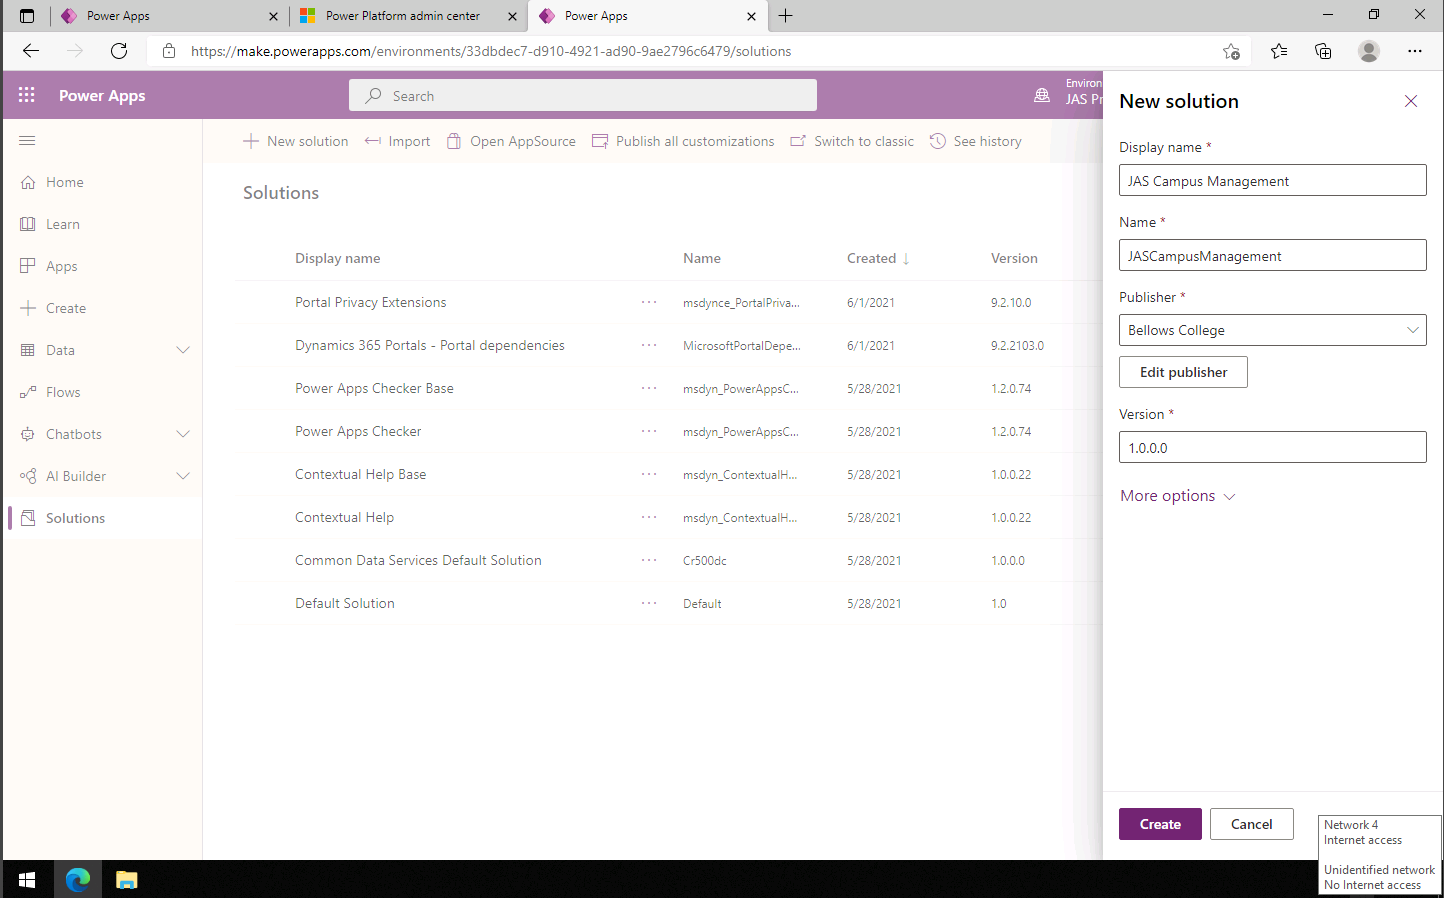 Power Apps
Power Platform admin center
Power Apps
https://make.powerapps.com/environments/33dbdec7-d910-4921-ad90-9ae2796c6479/solutions
Power Apps
Search
Environ
JAS Pr
New solution
Import
Open AppSource
Publish all customizations
Switch to classic
See history
Home
Learn
Apps
Create
Data
Flows
Chatbots
AI Builder
Solutions
Solutions
Display name Name Created ↓ Version
Portal Privacy Extensions ... msdynce_PortalPriva... 6/1/2021 9.2.10.0
Dynamics 365 Portals - Portal dependencies ... MicrosoftPortalDepe... 6/1/2021 9.2.2103.0
Power Apps Checker Base ... msdyn_PowerAppsC... 5/28/2021 1.2.0.74
Power Apps Checker ... msdyn_PowerAppsC... 5/28/2021 1.2.0.74
Contextual Help Base ... msdyn_ContextualH... 5/28/2021 1.0.0.22
Contextual Help ... msdyn_ContextualH... 5/28/2021 1.0.0.22
Common Data Services Default Solution ... Cr500dc 5/28/2021 1.0.0.0
Default Solution ... Default 5/28/2021 1.0
New solution
Display name *
JAS Campus Management
Name *
JASCampusManagement
Publisher *
Bellows College
Edit publisher
Version *
1.0.0.0
More options
Create
Cancel
Network 4
Internet access
Unidentified network
No Internet access